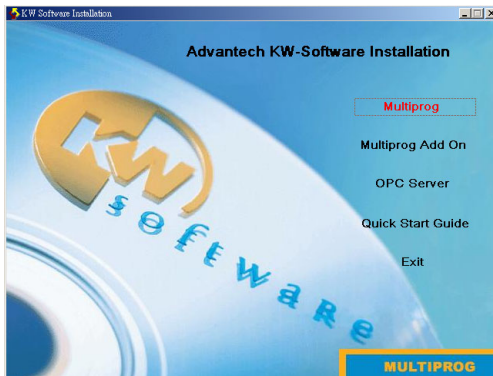 KW Software Installation
Advantech KW-Software Installation
Multiprog
Multiprog Add On
OPC Server
Quick Start Guide
Exit
KW
software
MULTIPROG